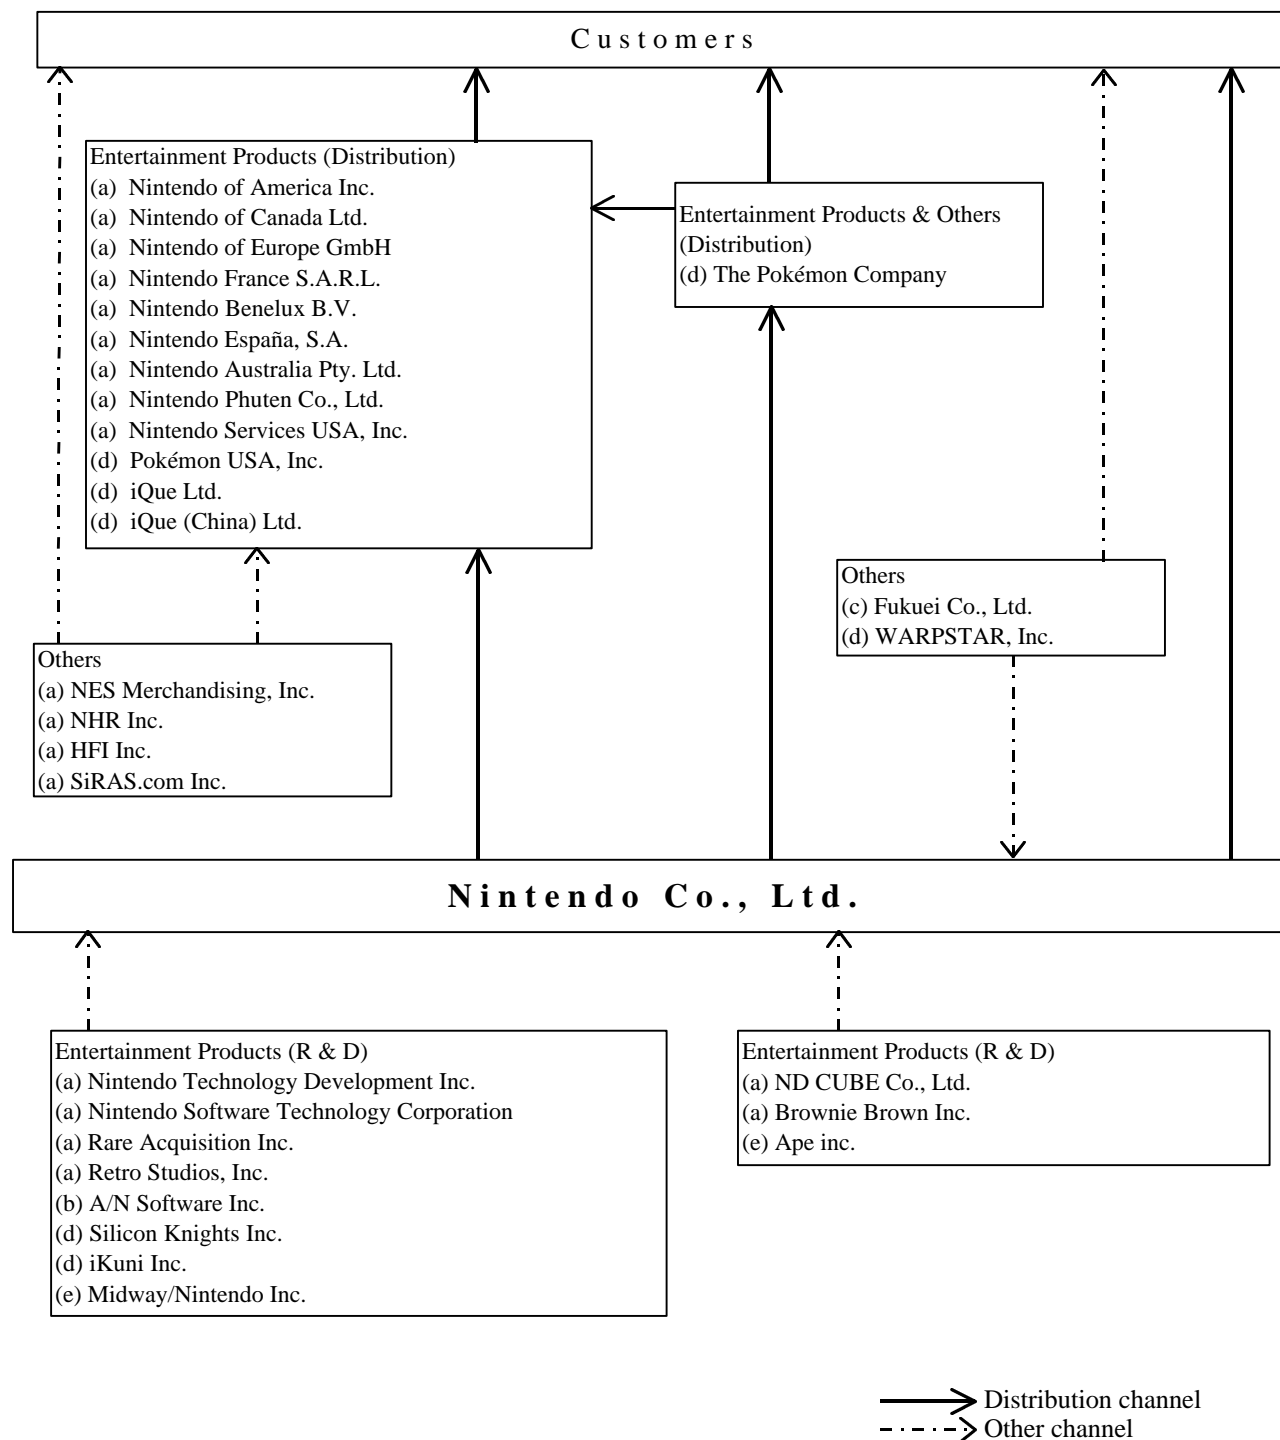 Customers
Entertainment Products (Distribution)
(a) Nintendo of America Inc.
(a) Nintendo of Canada Ltd.
(a) Nintendo of Europe GmbH
(a) Nintendo France S.A.R.L.
(a) Nintendo Benelux B.V.
(a) Nintendo España, S.A.
(a) Nintendo Australia Pty. Ltd.
(a) Nintendo Phuten Co., Ltd.
(a) Nintendo Services USA, Inc.
(d) Pokémon USA, Inc.
(d) iQue Ltd.
(d) iQue (China) Ltd.
Entertainment Products & Others
(Distribution)
(d) The Pokémon Company
Others
(c) Fukuei Co., Ltd.
(d) WARPSTAR, Inc.
Others
(a) NES Merchandising, Inc.
(a) NHR Inc.
(a) HFI Inc.
(a) SiRAS.com Inc.
Nintendo Co., Ltd.
Entertainment Products (R & D)
(a) Nintendo Technology Development Inc.
(a) Nintendo Software Technology Corporation
(a) Rare Acquisition Inc.
(a) Retro Studios, Inc.
(b) A/N Software Inc.
(d) Silicon Knights Inc.
(d) iKuni Inc.
(e) Midway/Nintendo Inc.
Entertainment Products (R & D)
(a) ND CUBE Co., Ltd.
(a) Brownie Brown Inc.
(e) Ape inc.
Distribution channel
Other channel